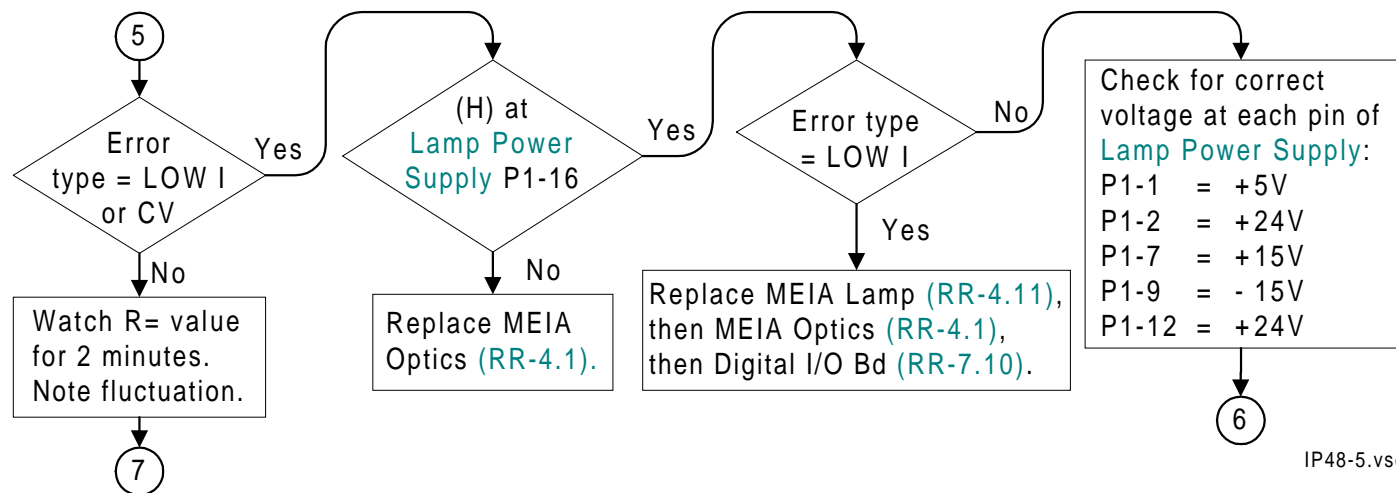 5
Error
type = LOW I
or CV
Yes
No
Watch R= value
for 2 minutes.
Note fluctuation.
7
(H) at
Lamp Power
Supply P1-16
Yes
No
Replace MEIA
Optics (RR-4.1).
Error type
= LOW I
No
Yes
Replace MEIA Lamp (RR-4.11),
then MEIA Optics (RR-4.1),
then Digital I/O Bd (RR-7.10).
Check for correct
voltage at each pin of
Lamp Power Supply:
P1-1 = +5V
P1-2 = +24V
P1-7 = +15V
P1-9 = - 15V
P1-12 = +24V
6
IP48-5.vs